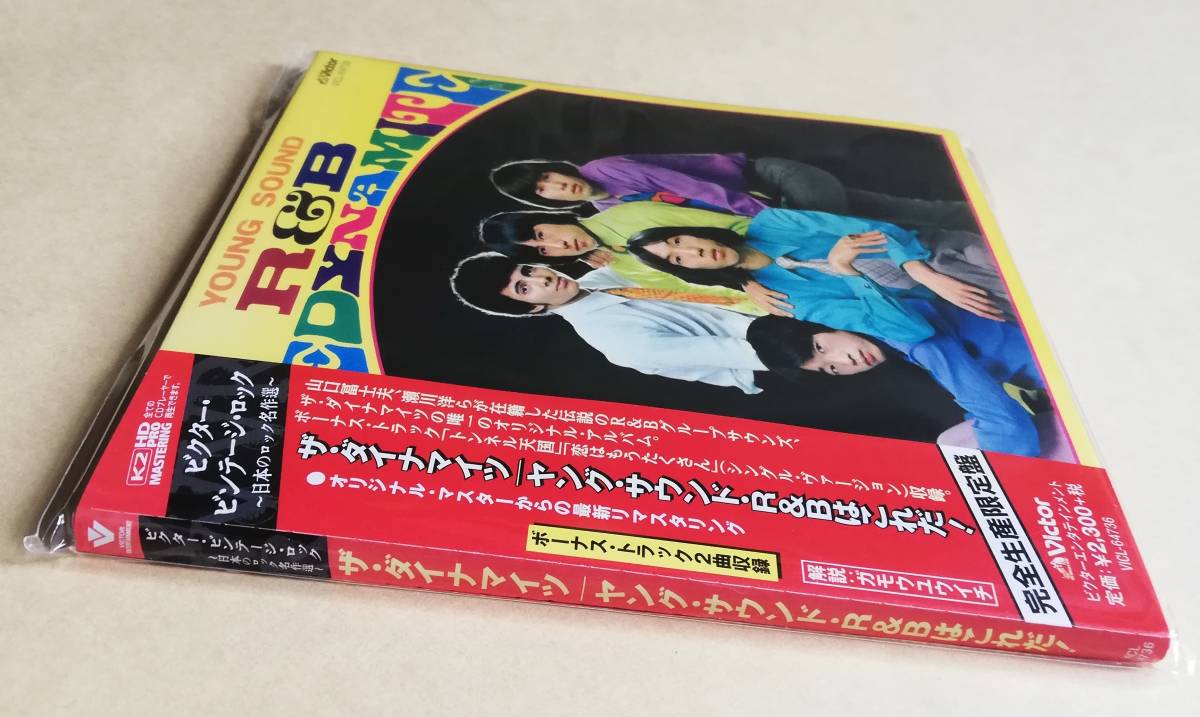 Victor
YOUNG SOUND
R&B
DYNAMITE
K2 HD
PRO
MASTERING
全ての
CDプレーヤーで
再生できます。
ビクター・
ビンテージ・ロック
〜日本のロック名作選〜
山口冨士夫、瀬川洋らが在籍した伝説のR&Bグループサウンズ、
ザ・ダイナマイツの唯一のオリジナル・アルバム。
ボーナス・トラック「トンネル天国」「恋はもうたくさん」(シングル・ヴァージョン)収録。
ザ・ダイナマイツ/ヤング・サウンド・R&Bはこれだ!
●オリジナル・マスターからの最新リマスタリング
ボーナス・トラック2曲収録
解説:ガモウユウイチ
完全生産限定盤
Victor
ビクターエンタテインメント
定価:¥2,300+税
VICL-64736
VICTOR
ENTERTAINMENT
ビクター・ビンテージ・ロック
〜日本のロック名作選〜
ザ・ダイナマイツ/ヤング・サウンド・R&Bはこれだ!
VICL